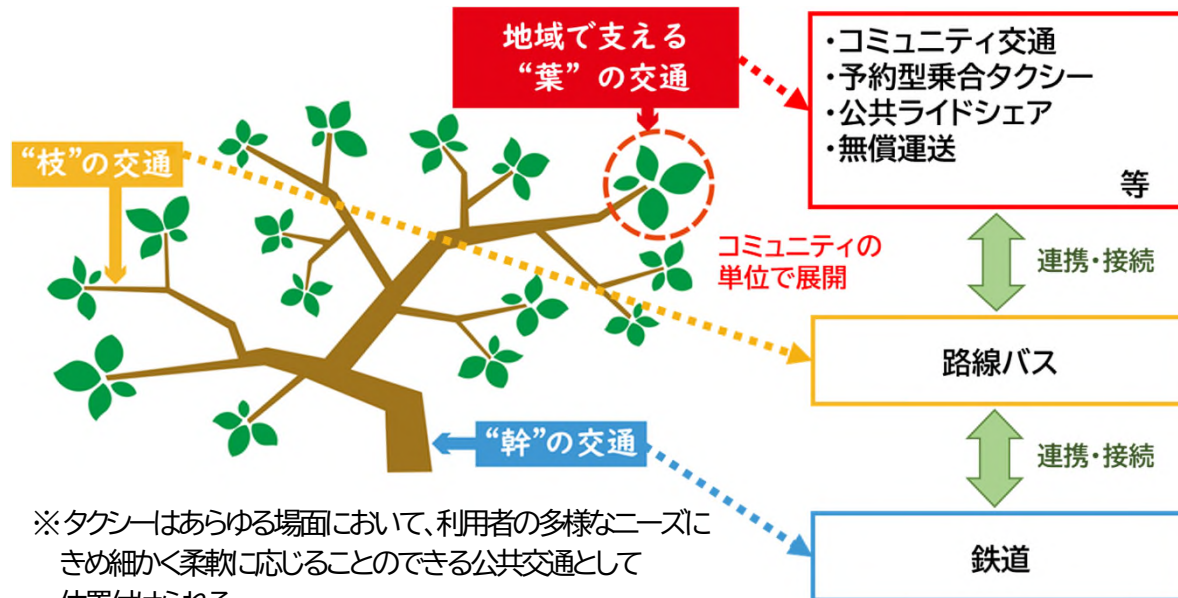 地域で支える
“葉”の交通
・コミュニティ交通
・予約型乗合タクシー
・公共ライドシェア
・無償運送
等
“枝”の交通
コミュニティの
単位で展開
連携・接続
路線バス
連携・接続
“幹”の交通
鉄道
※タクシーはあらゆる場面において、利用者の多様なニーズに
きめ細かく柔軟に応じることのできる公共交通として